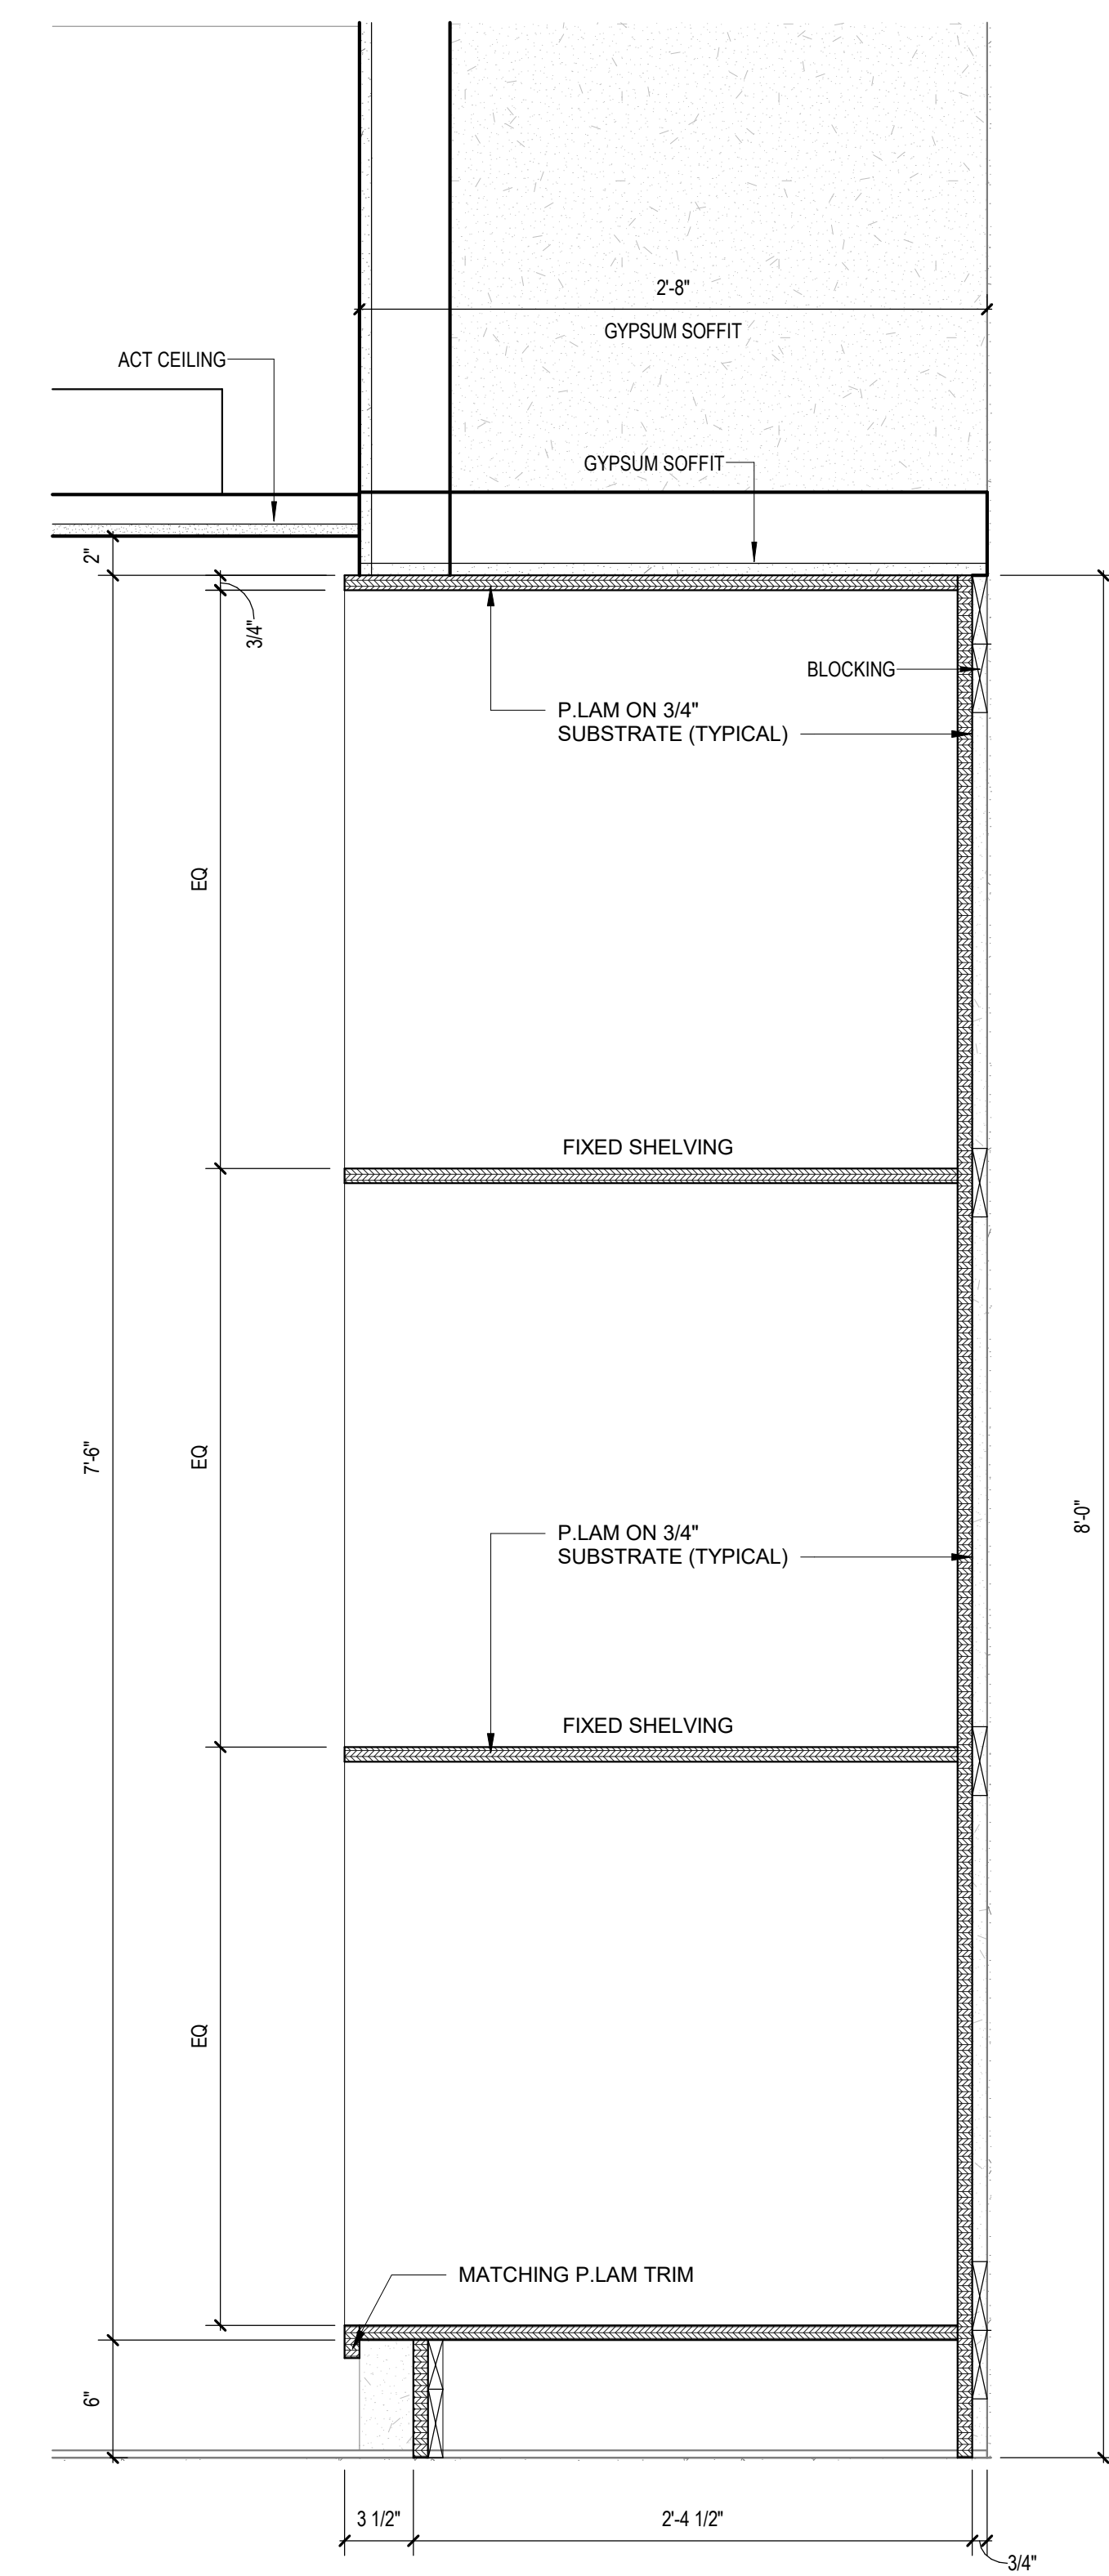 2'-8"
GYPSUM SOFFIT
ACT CEILING
GYPSUM SOFFIT
2"
3/4"
BLOCKING
P.LAM ON 3/4"
SUBSTRATE (TYPICAL)
EQ
FIXED SHELVING
7'-6"
EQ
8'-0"
P.LAM ON 3/4"
SUBSTRATE (TYPICAL)
FIXED SHELVING
EQ
MATCHING P.LAM TRIM
6"
3 1/2"
2'-4 1/2"
3/4"